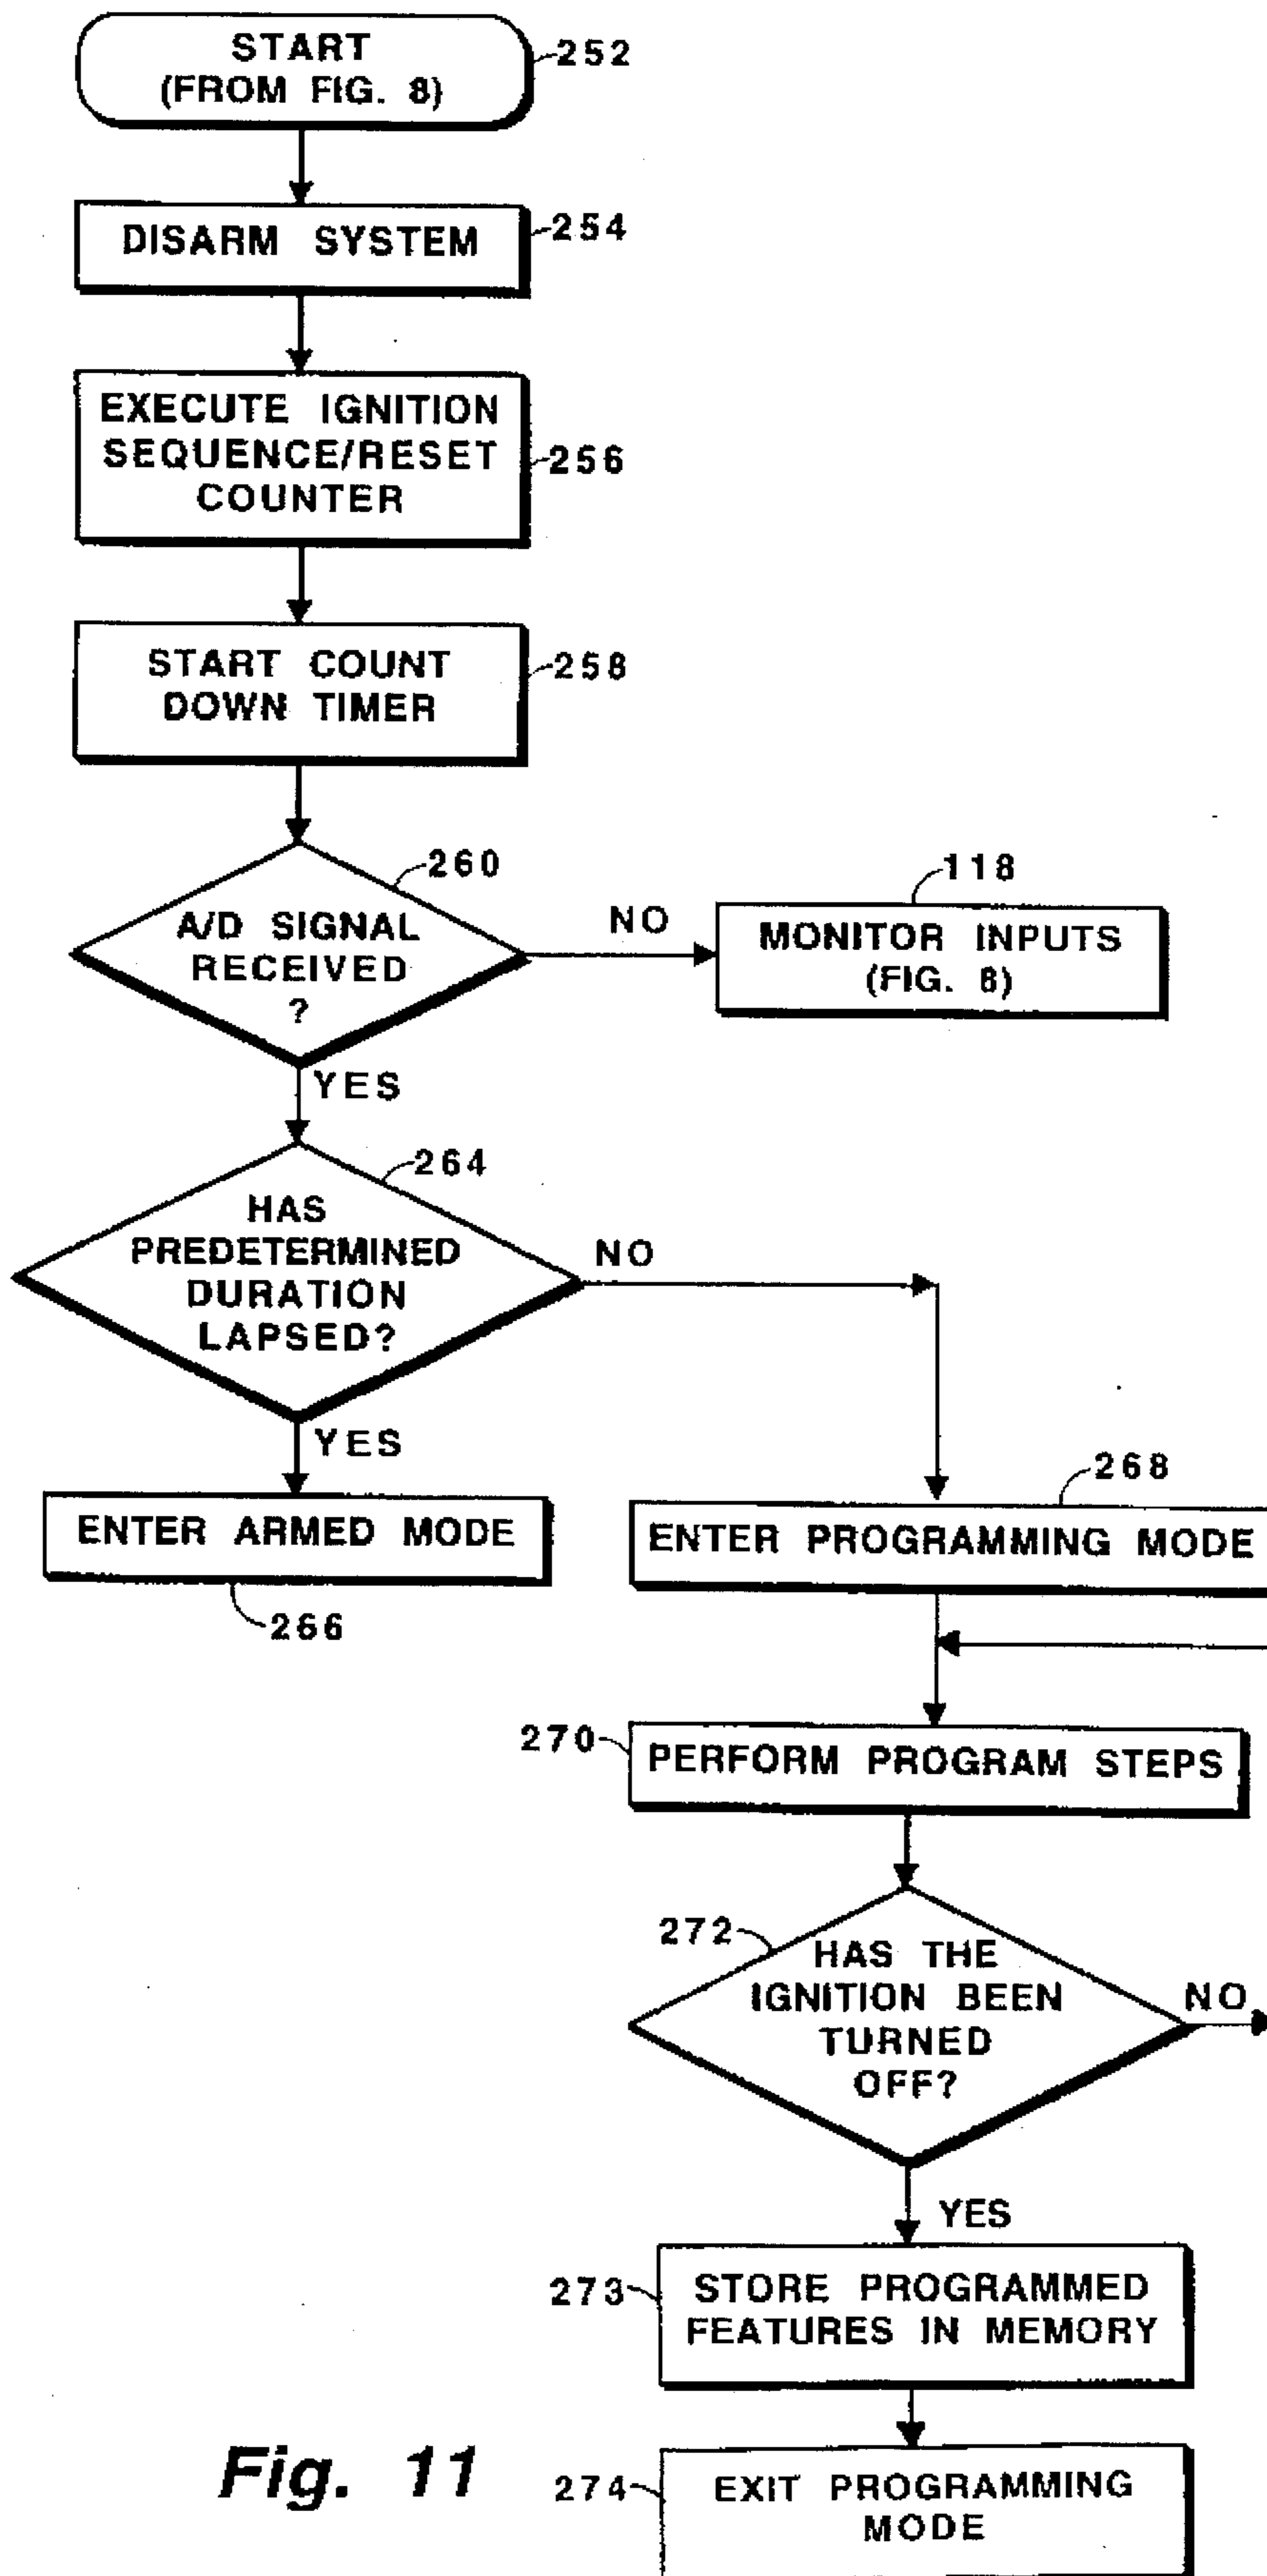 START
(FROM FIG. 8)
252
DISARM SYSTEM
254
EXECUTE IGNITION
SEQUENCE/RESET
COUNTER
256
START COUNT
DOWN TIMER
258
260
A/D SIGNAL
RECEIVED
?
NO
118
MONITOR INPUTS
(FIG. 8)
YES
264
HAS
PREDETERMINED
DURATION
LAPSED?
NO
YES
ENTER ARMED MODE
266
268
ENTER PROGRAMMING MODE
270
PERFORM PROGRAM STEPS
272
HAS THE
IGNITION BEEN
TURNED
OFF?
NO
YES
273
STORE PROGRAMMED
FEATURES IN MEMORY
274
EXIT PROGRAMMING
MODE
Fig. 11